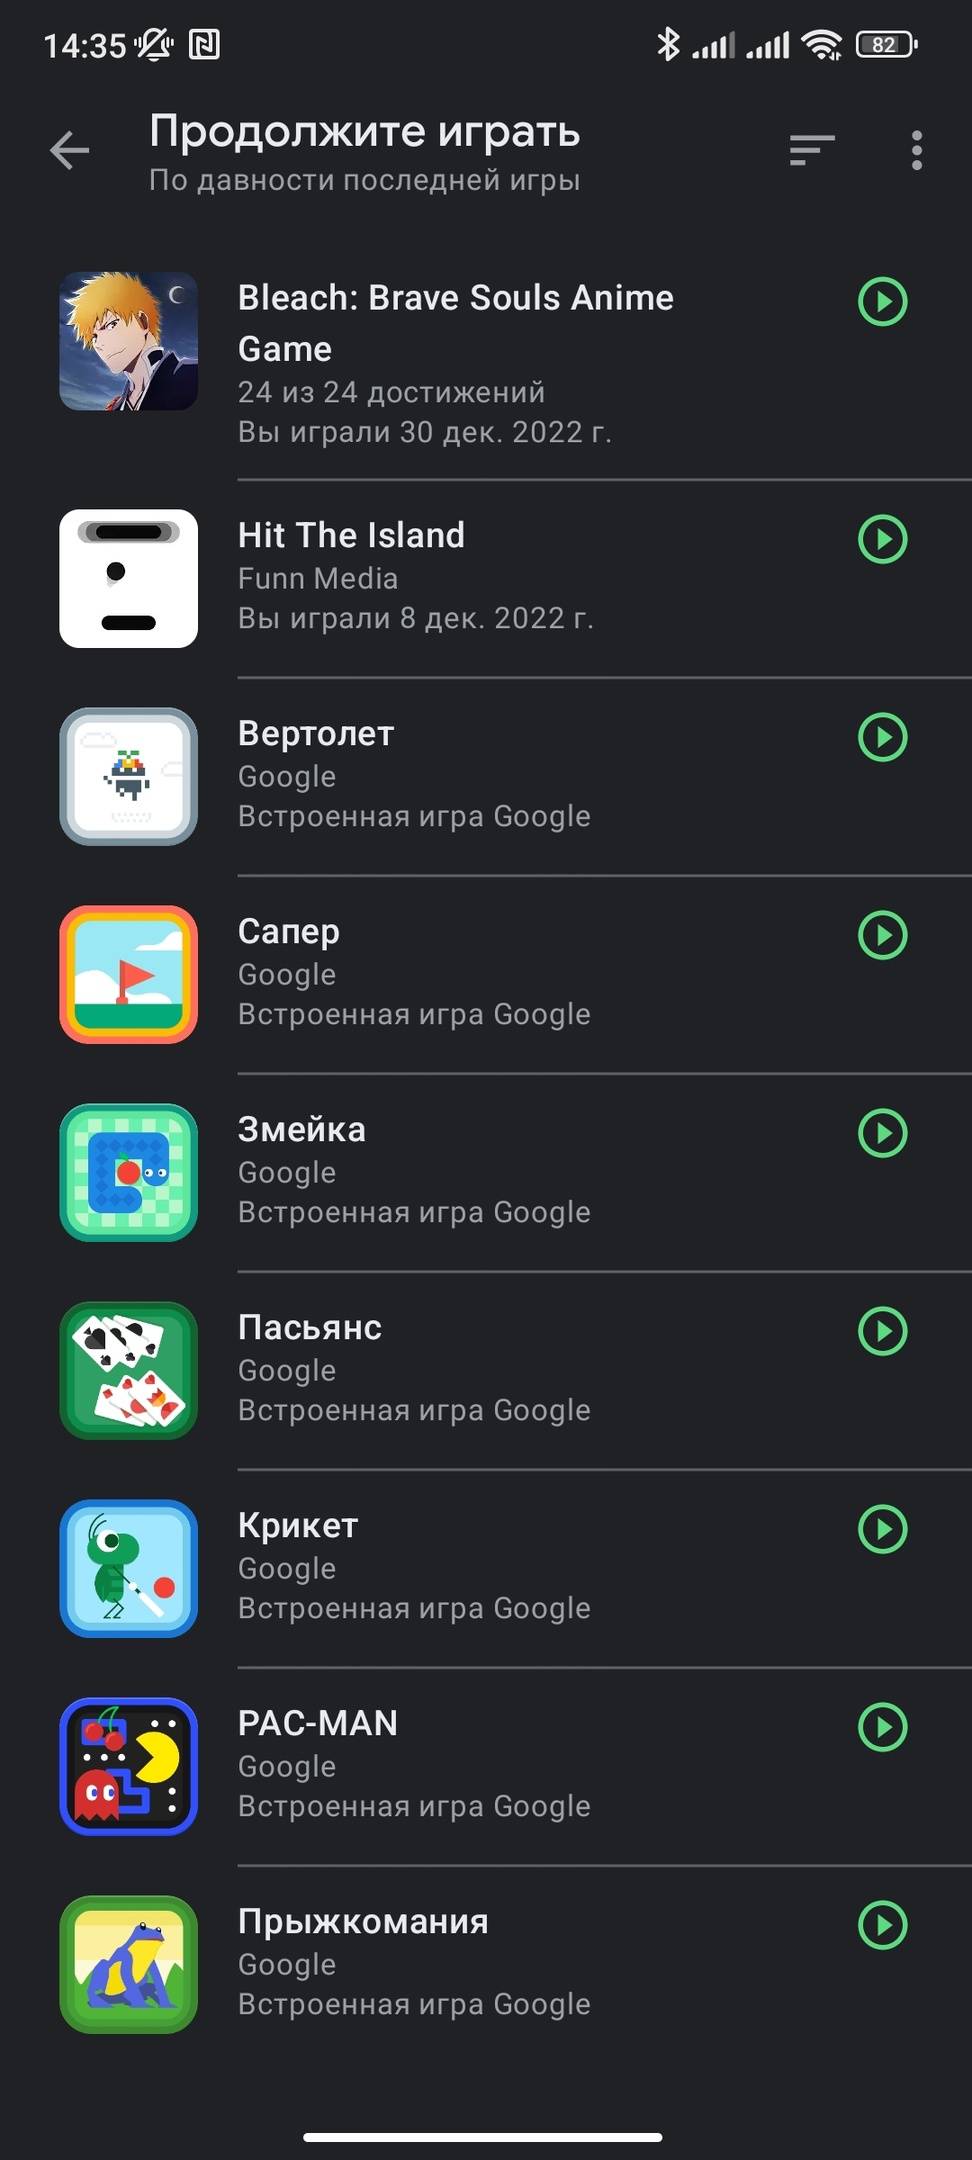 14:35
82
Продолжите играть
По давности последней игры
Bleach: Brave Souls Anime
Game
24 из 24 достижений
Вы играли 30 дек. 2022 г.
Hit The Island
Funn Media
Вы играли 8 дек. 2022 г.
Вертолет
Google
Встроенная игра Google
Сапер
Google
Встроенная игра Google
Змейка
Google
Встроенная игра Google
Пасьянс
Google
Встроенная игра Google
Крикет
Google
Встроенная игра Google
PAC-MAN
Google
Встроенная игра Google
Прыжкомания
Google
Встроенная игра Google